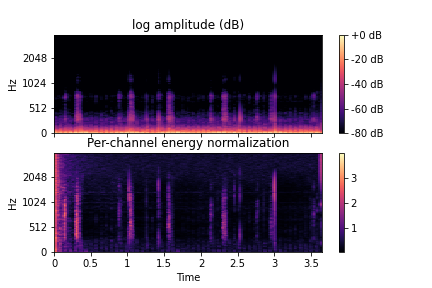 log amplitude (dB)
Hz
2048
1024
512
0
+0 dB
-20 dB
-40 dB
-60 dB
-80 dB
Per-channel energy normalization
Hz
2048
1024
512
0
3
2
1
0 0.5 1 1.5 2 2.5 3 3.5
Time